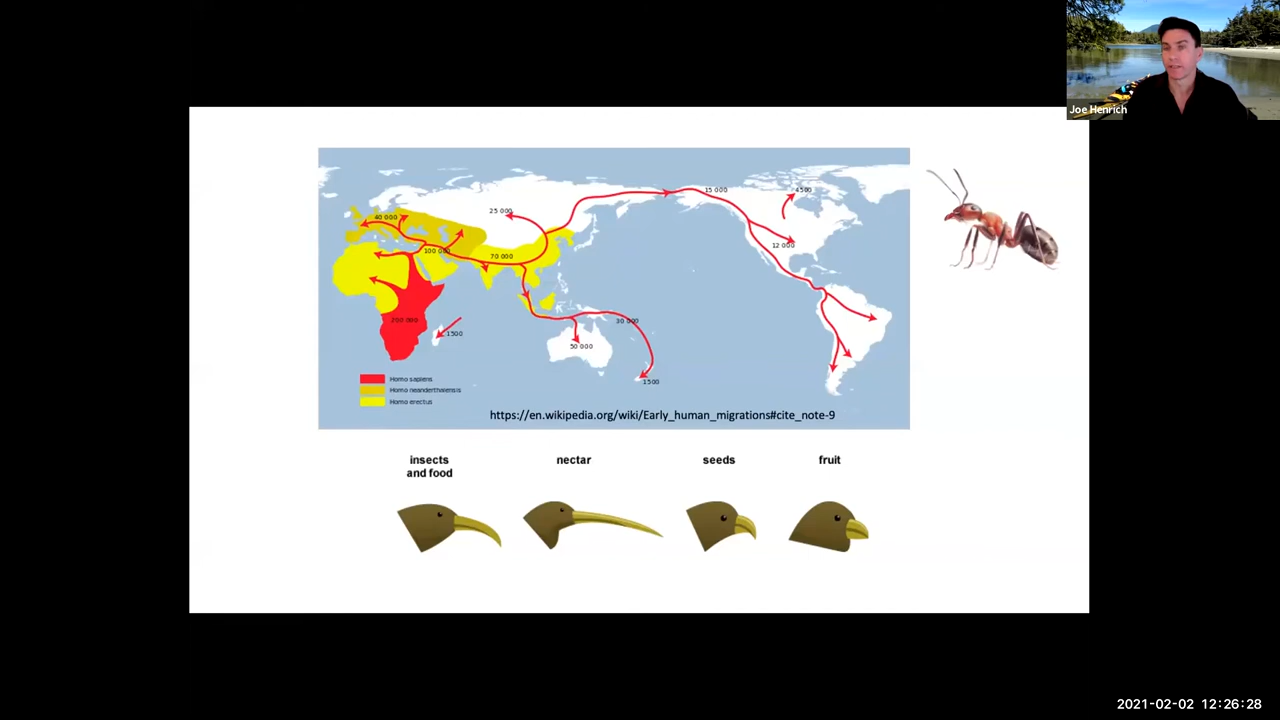 Joe Henrich
15 000
4500
25 000
40 000
100 000
70 000
12 000
200 000
1500
30 000
50 000
1500
Homo sapiens
Homo neanderthalensis
Homo erectus
https://en.wikipedia.org/wiki/Early_human_migrations#cite_note-9
insects
and food
nectar
seeds
fruit
2021-02-02 12:26:28